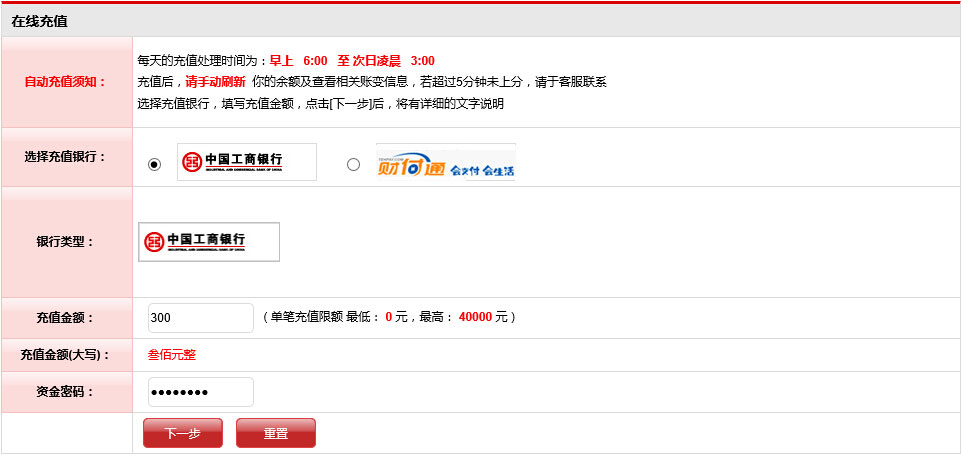 在线充值
自动充值须知：
每天的充值处理时间为：早上 6:00 至 次日凌晨 3:00
充值后，请手动刷新 你的余额及查看相关账变信息，若超过5分钟未上分，请于客服联系
选择充值银行，填写充值金额，点击[下一步]后，将有详细的文字说明
选择充值银行：
中国工商银行
INDUSTRIAL AND COMMERCIAL BANK OF CHINA
TENPAY.COM
财付通 会支付 会生活
银行类型：
中国工商银行
INDUSTRIAL AND COMMERCIAL BANK OF CHINA
充值金额： 300 （单笔充值限额 最低： 0 元，最高： 40000 元）
充值金额(大写)： 叁佰元整
资金密码： ●●●●●●●●
下一步 重置